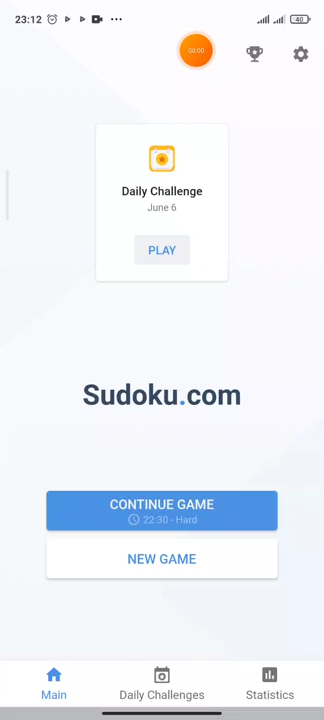 23:12
40
00:00
Daily Challenge
June 6
PLAY
Sudoku.com
CONTINUE GAME
22:30 - Hard
NEW GAME
Main
Daily Challenges
Statistics